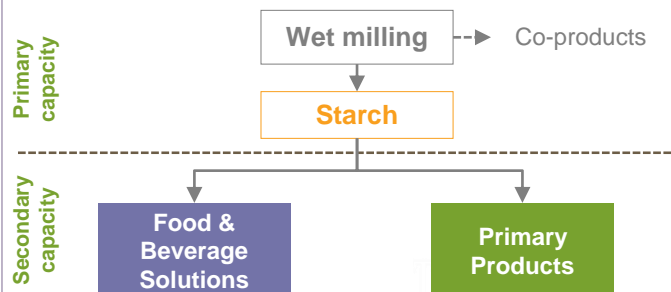 Primary
capacity
Wet milling
Co-products
Starch
Secondary
capacity
Food &
Beverage
Solutions
Primary
Products